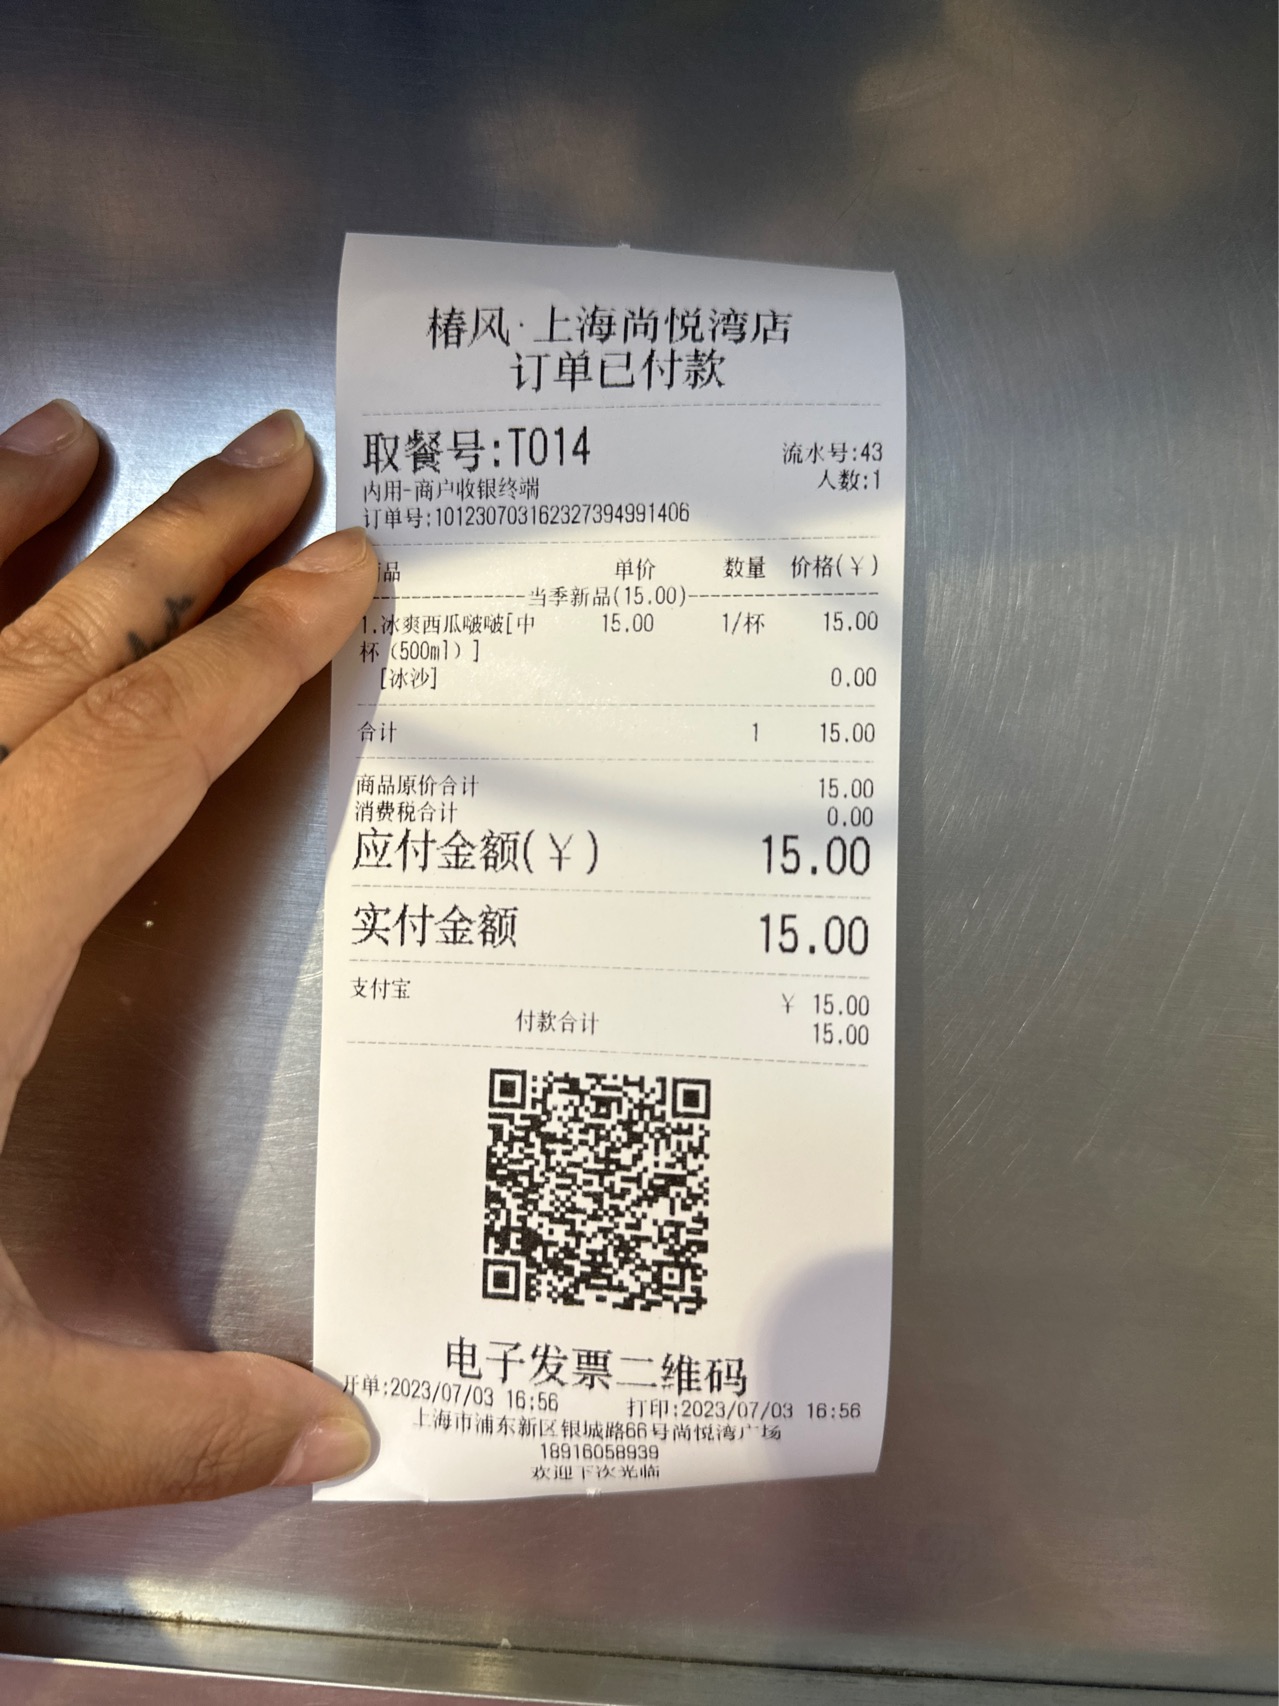 椿风·上海尚悦湾店
订单已付款
取餐号:T014 流水号:43
内用-商户收银终端 人数:1
订单号:101230703162327394991406
品 单价 数量 价格(¥)
当季新品(15.00)
1.冰爽西瓜啵啵[中 15.00 1/杯 15.00
杯（500ml）]
[冰沙] 0.00
合计 1 15.00
商品原价合计 15.00
消费税合计 0.00
应付金额(¥) 15.00
实付金额 15.00
支付宝 ¥ 15.00
付款合计 15.00
电子发票二维码
开单:2023/07/03 16:56 打印:2023/07/03 16:56
上海市浦东新区银城路66号尚悦湾广场
18916058939
欢迎下次光临